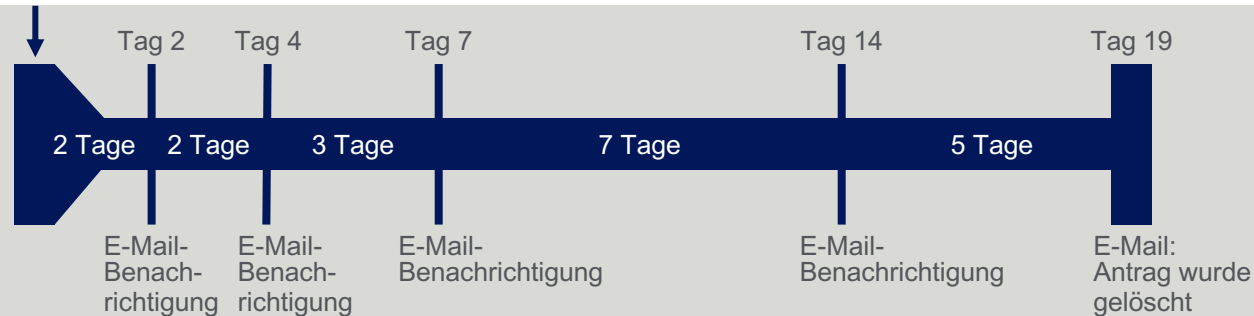 Tag 2
Tag 4
Tag 7
Tag 14
Tag 19
2 Tage
2 Tage
3 Tage
7 Tage
5 Tage
E-Mail-
Benach-
richtigung
E-Mail-
Benach-
richtigung
E-Mail-
Benachrichtigung
E-Mail-
Benachrichtigung
E-Mail:
Antrag wurde
gelöscht